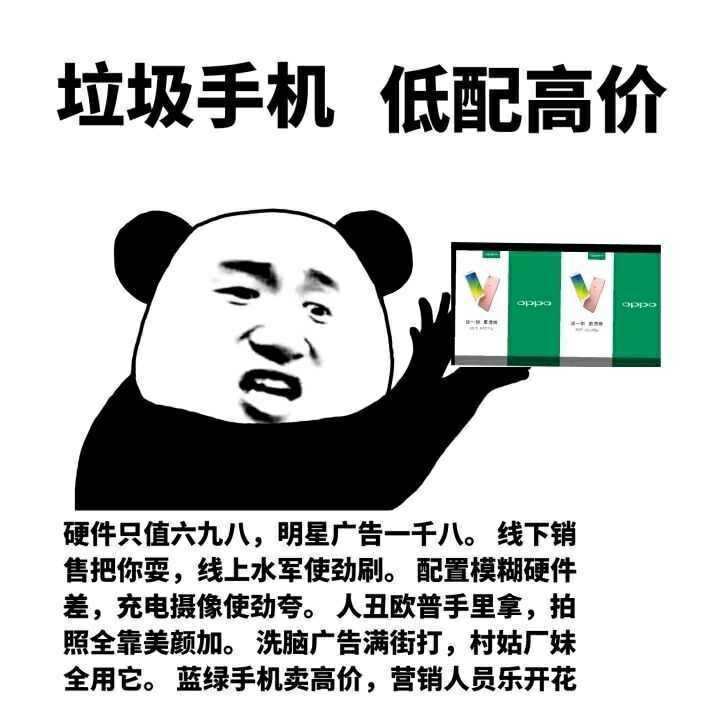 垃圾手机 低配高价
oppo oppo
硬件只值六九八，明星广告一千八。 线下销
售把你耍，线上水军使劲刷。 配置模糊硬件
差，充电摄像使劲夸。 人丑欧普手里拿，拍
照全靠美颜加。 洗脑广告满街打，村姑厂妹
全用它。 蓝绿手机卖高价，营销人员乐开花